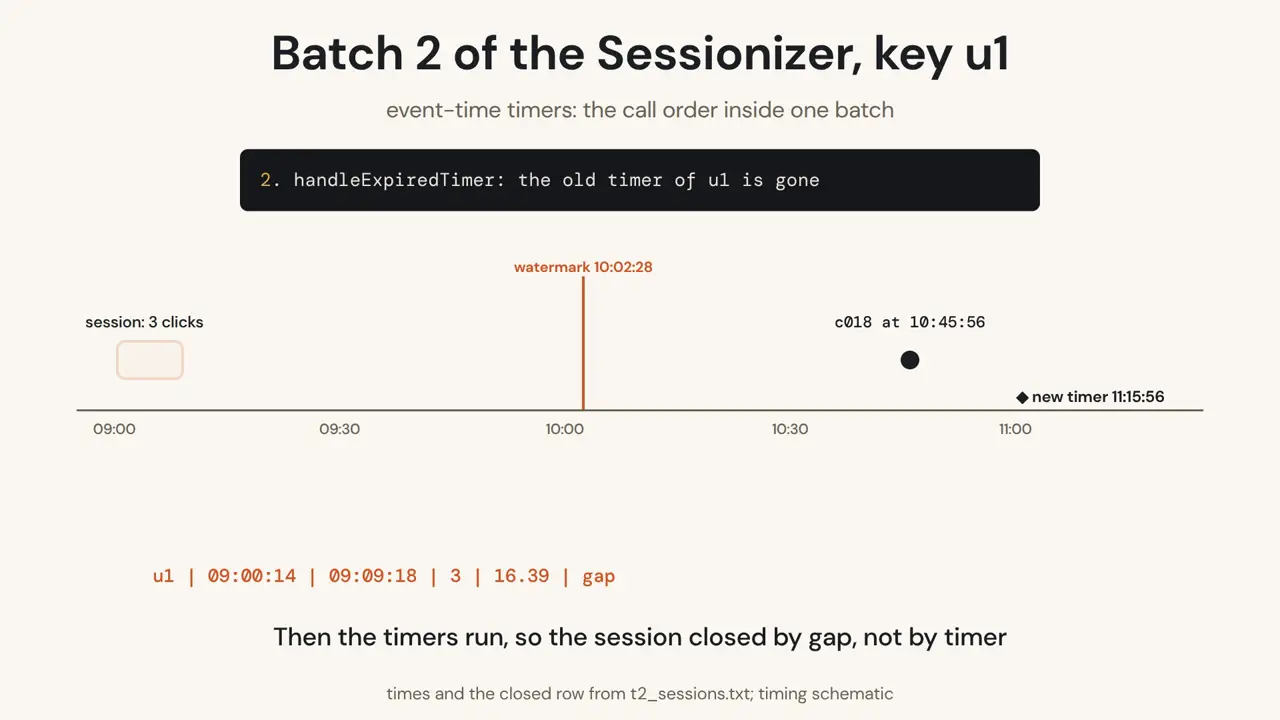 Batch 2 of the Sessionizer, key u1
event-time timers: the call order inside one batch
2. handleExpiredTimer: the old timer of u1 is gone
watermark 10:02:28
session: 3 clicks
c018 at 10:45:56
◆ new timer 11:15:56
09:00
09:30
10:00
10:30
11:00
u1 | 09:00:14 | 09:09:18 | 3 | 16.39 | gap
Then the timers run, so the session closed by gap, not by timer
times and the closed row from t2_sessions.txt; timing schematic